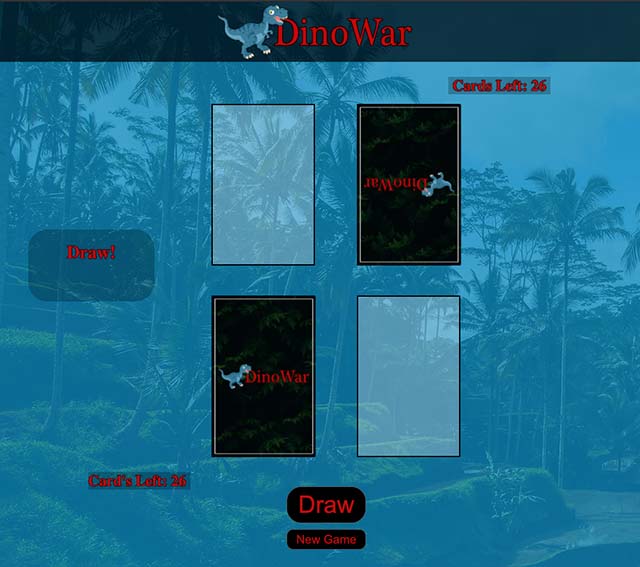 DinoWar
Cards Left: 26
DinoWar
Draw!
DinoWar
Card's Left: 26
Draw
New Game